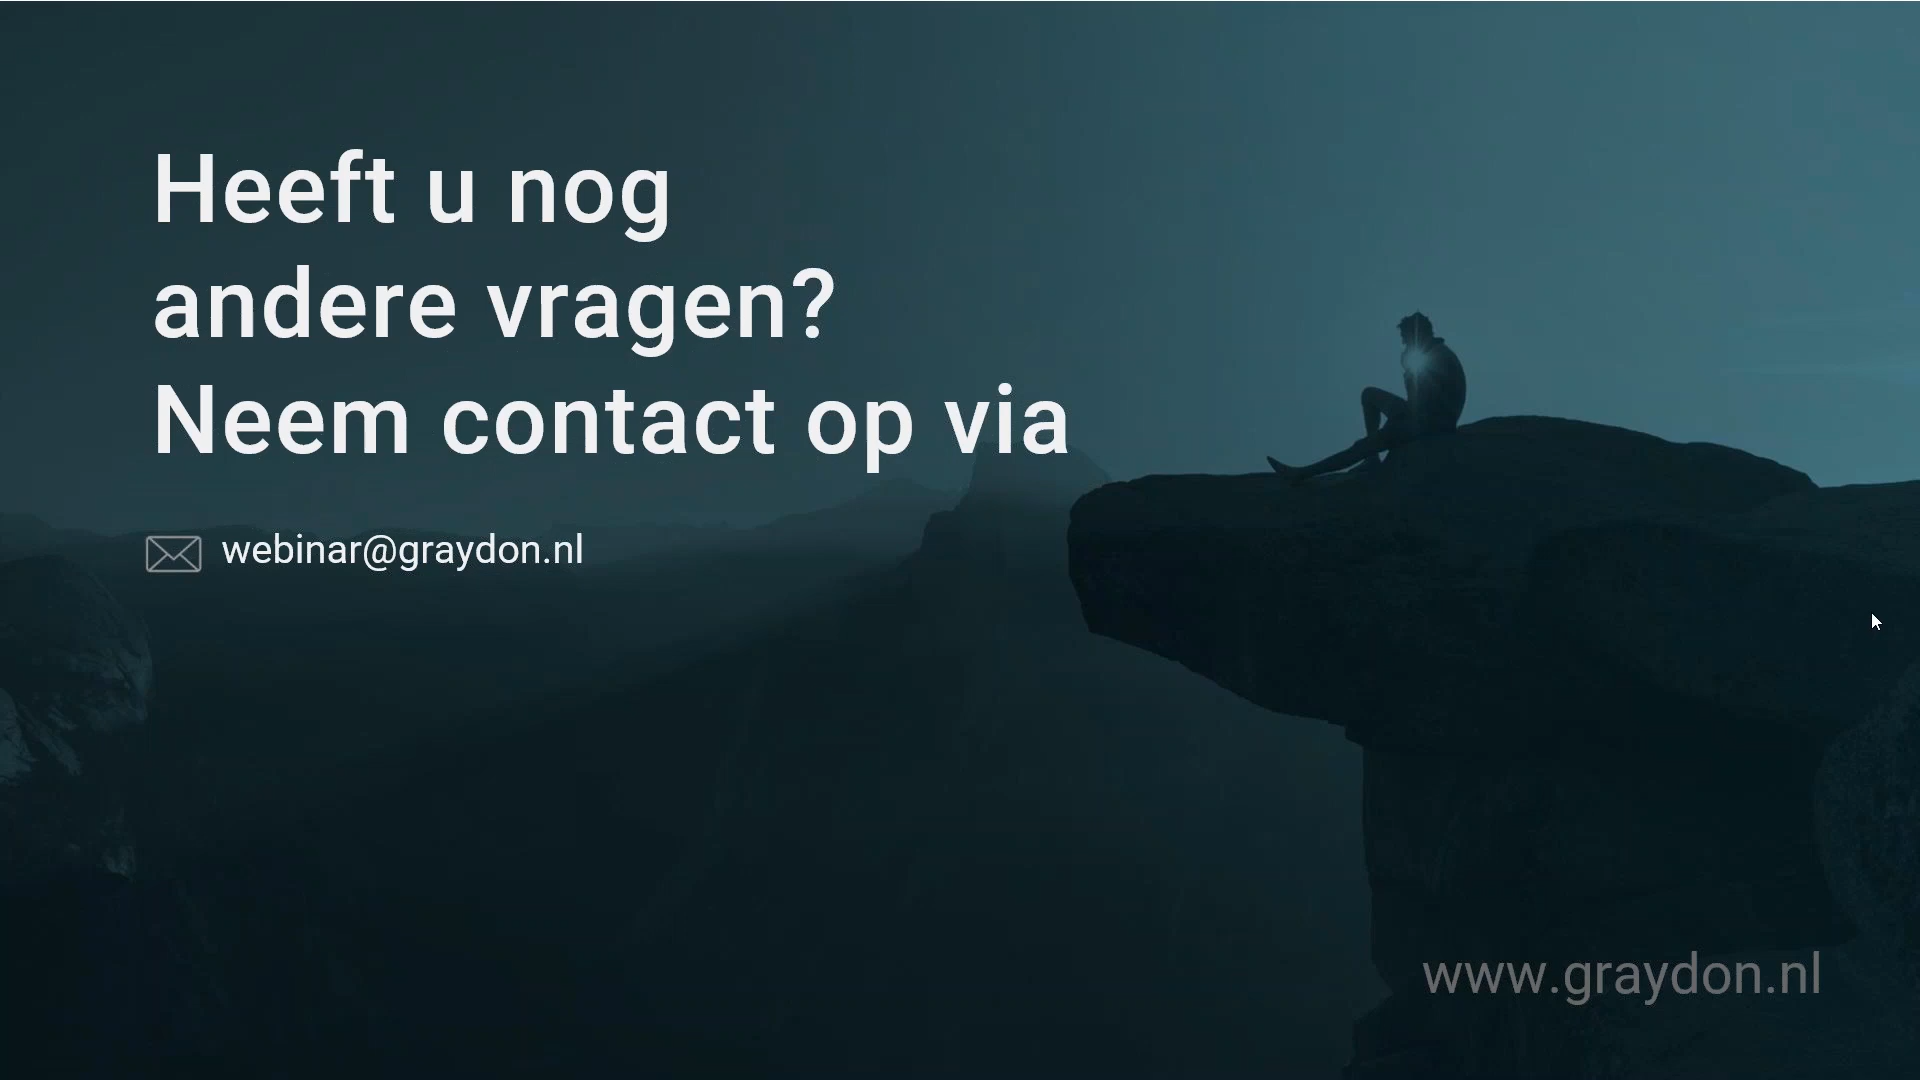 Heeft u nog
andere vragen?
Neem contact op via
webinar@graydon.nl
www.graydon.nl